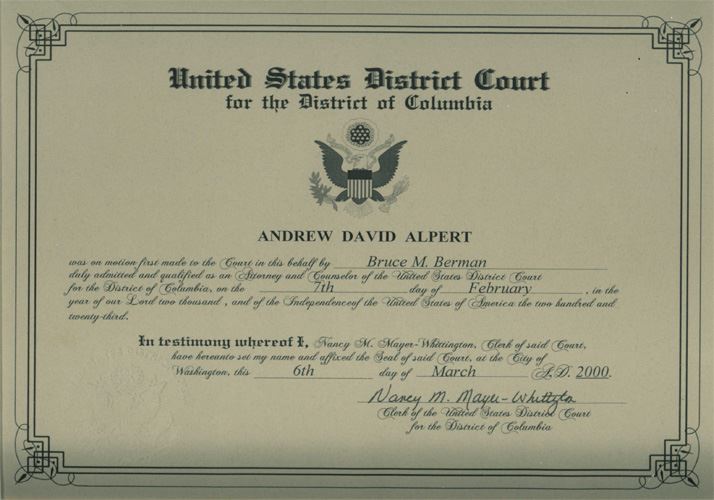 United States District Court
for the District of Columbia
ANDREW DAVID ALPERT
was on motion first made to the Court in this behalf by Bruce M. Berman
duly admitted and qualified as an Attorney and Counselor of the United States District Court
for the District of Columbia, on the 7th day of February, in the
year of our Lord two thousand, and of the Independenceof the United States of America the two hundred and
twenty-third.
In testimony whereof I, Nancy M. Mayer-Whittington, Clerk of said Court,
have hereunto set my name and affixed the Seal of said Court, at the City of
Washington, this 6th day of March A.D. 2000.
Nancy M. Mayer-Whittington
Clerk of the United States District Court
for the District of Columbia